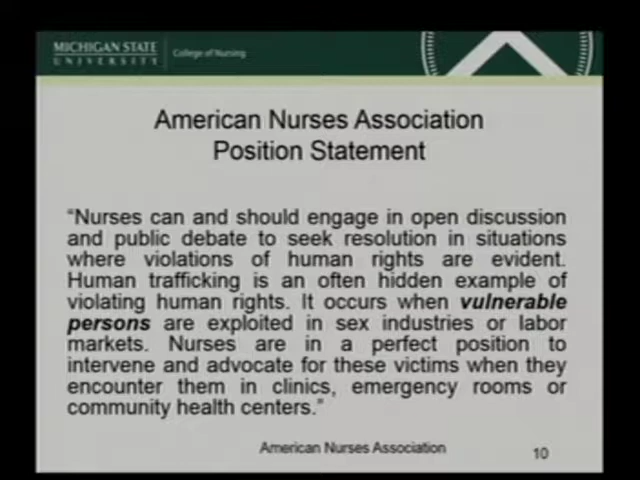 MICHIGAN STATE
UNIVERSITY
College of Nursing
American Nurses Association
Position Statement
“Nurses can and should engage in open discussion
and public debate to seek resolution in situations
where violations of human rights are evident.
Human trafficking is an often hidden example of
violating human rights. It occurs when vulnerable
persons are exploited in sex industries or labor
markets. Nurses are in a perfect position to
intervene and advocate for these victims when they
encounter them in clinics, emergency rooms or
community health centers.”
American Nurses Association
10